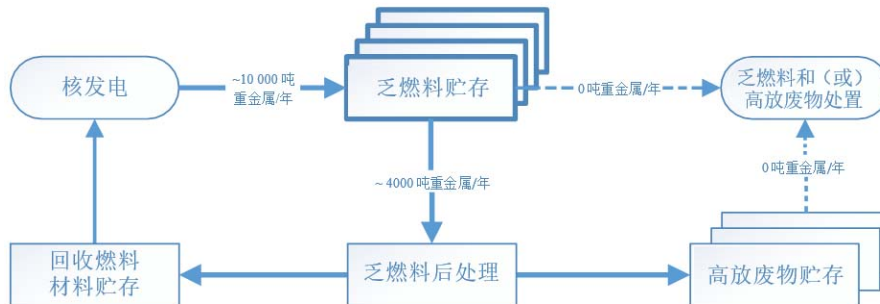 核发电
~10 000 吨
重金属/年
乏燃料贮存
0吨重金属/年
乏燃料和（或）
高放废物处置
~ 4000 吨重金属/年
0吨重金属/年
回收燃料
材料贮存
乏燃料后处理
高放废物贮存